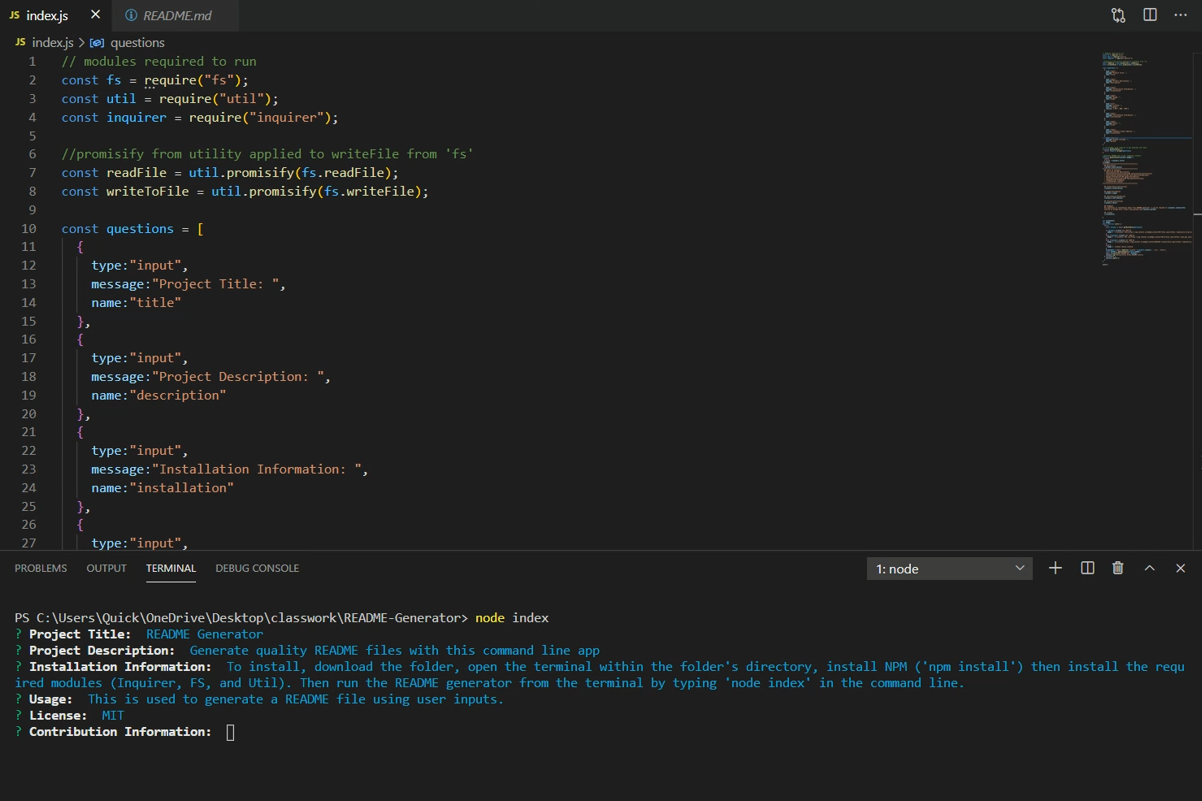 JS index.js × ⓘ README.md ···
JS index.js > questions
1 // modules required to run
2 const fs = require("fs");
3 const util = require("util");
4 const inquirer = require("inquirer");
5
6 //promisify from utility applied to writeFile from 'fs'
7 const readFile = util.promisify(fs.readFile);
8 const writeToFile = util.promisify(fs.writeFile);
9
10 const questions = [
11 {
12 type:"input",
13 message:"Project Title: ",
14 name:"title"
15 },
16 {
17 type:"input",
18 message:"Project Description: ",
19 name:"description"
20 },
21 {
22 type:"input",
23 message:"Installation Information: ",
24 name:"installation"
25 },
26 {
27 type:"input",
PROBLEMS OUTPUT TERMINAL DEBUG CONSOLE 1: node
PS C:\Users\Quick\OneDrive\Desktop\classwork\README-Generator> node index
? Project Title: README Generator
? Project Description: Generate quality README files with this command line app
? Installation Information: To install, download the folder, open the terminal within the folder's directory, install NPM ('npm install') then install the requ
ired modules (Inquirer, FS, and Util). Then run the README generator from the terminal by typing 'node index' in the command line.
? Usage: This is used to generate a README file using user inputs.
? License: MIT
? Contribution Information: